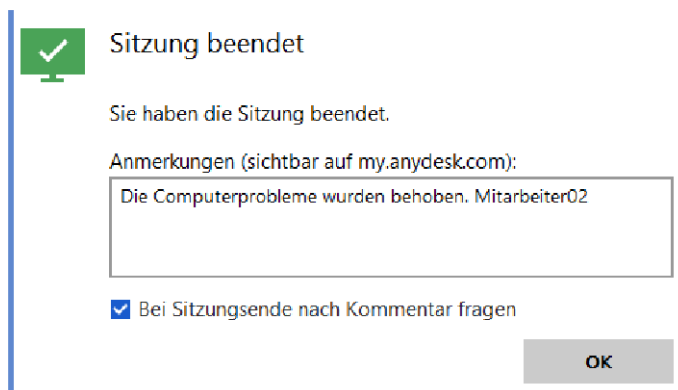 Sitzung beendet
Sie haben die Sitzung beendet.
Anmerkungen (sichtbar auf my.anydesk.com):
Die Computerprobleme wurden behoben. Mitarbeiter02
Bei Sitzungsende nach Kommentar fragen
OK